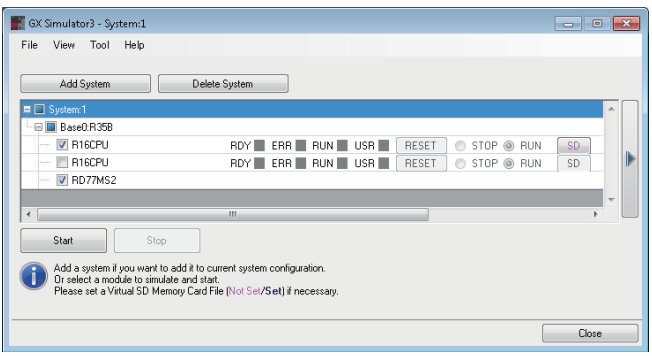 GX Simulator3 - System:1
File View Tool Help
Add System Delete System
System:1
Base0:R35B
R16CPU RDY ERR RUN USR RESET STOP RUN SD
R16CPU RDY ERR RUN USR RESET STOP RUN SD
RD77MS2
Start Stop
Add a system if you want to add it to current system configuration.
Or select a module to simulate and start.
Please set a Virtual SD Memory Card File (Not Set/Set) if necessary.
Close